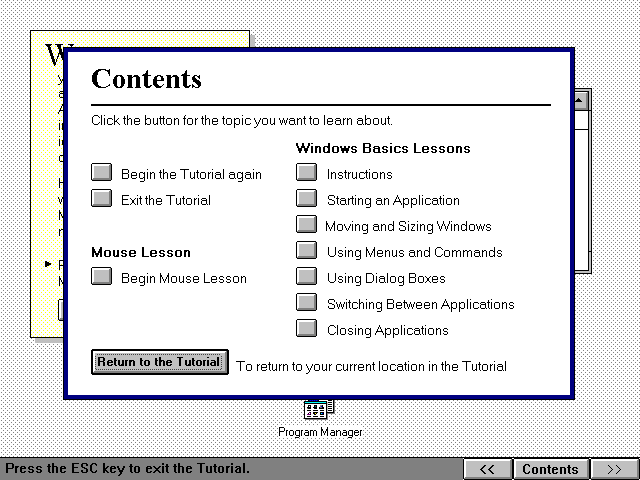 W
Contents
Click the button for the topic you want to learn about.
Begin the Tutorial again
Exit the Tutorial
Mouse Lesson
Begin Mouse Lesson
Windows Basics Lessons
Instructions
Starting an Application
Moving and Sizing Windows
Using Menus and Commands
Using Dialog Boxes
Switching Between Applications
Closing Applications
Return to the Tutorial To return to your current location in the Tutorial
Program Manager
Press the ESC key to exit the Tutorial. << Contents >>